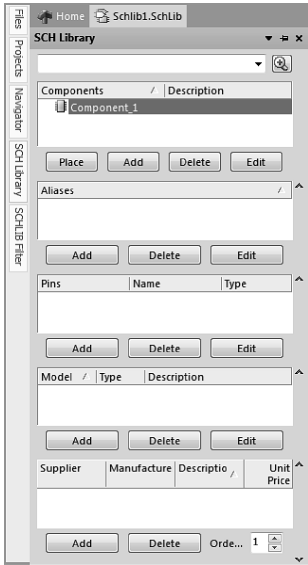 Home Schlib1.SchLib
Files
Projects
Navigator
SCH Library
SCHLIB Filter
SCH Library
Components / Description
Component_1
Place Add Delete Edit
Aliases /
Add Delete Edit
Pins Name Type
Add Delete Edit
Model / Type Description
Add Delete Edit
Supplier Manufacture Descriptio / Unit
Price
Add Delete Orde... 1